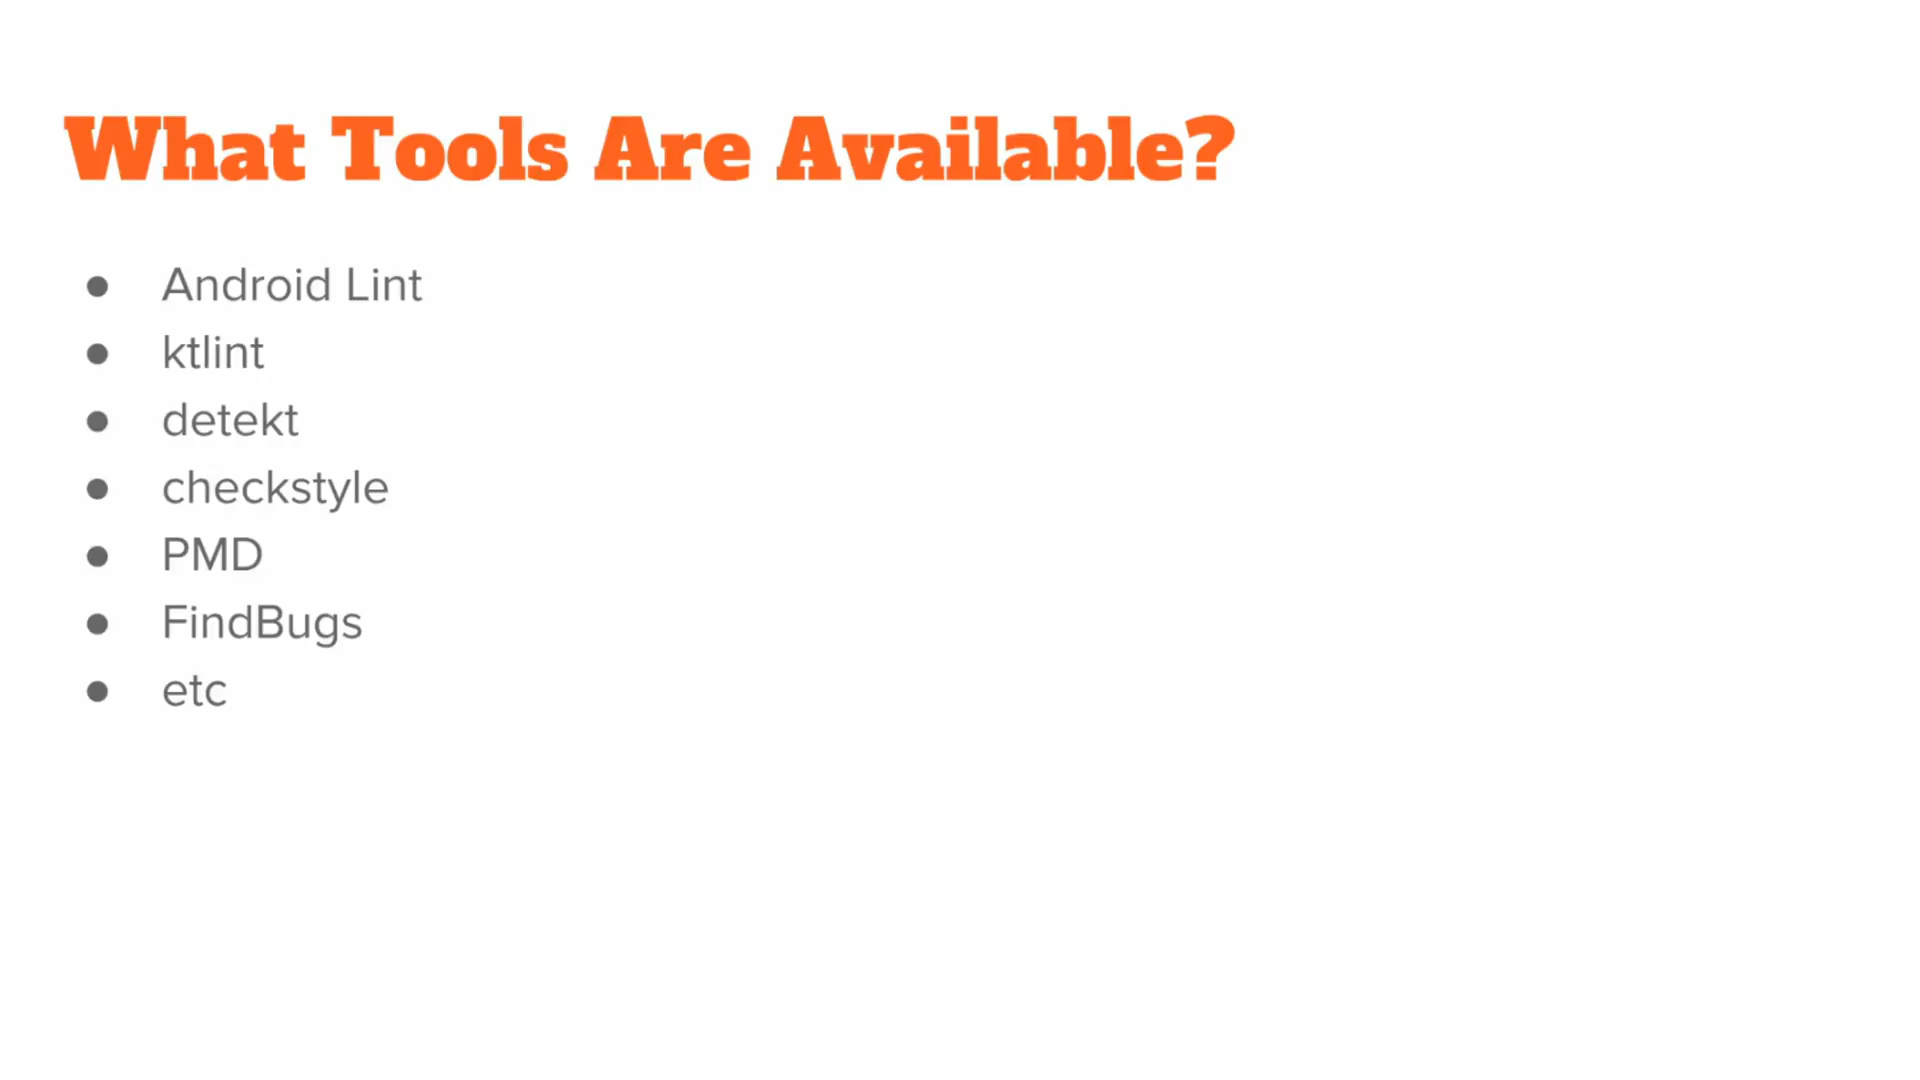 What Tools Are Available?
● Android Lint
● ktlint
● detekt
● checkstyle
● PMD
● FindBugs
● etc